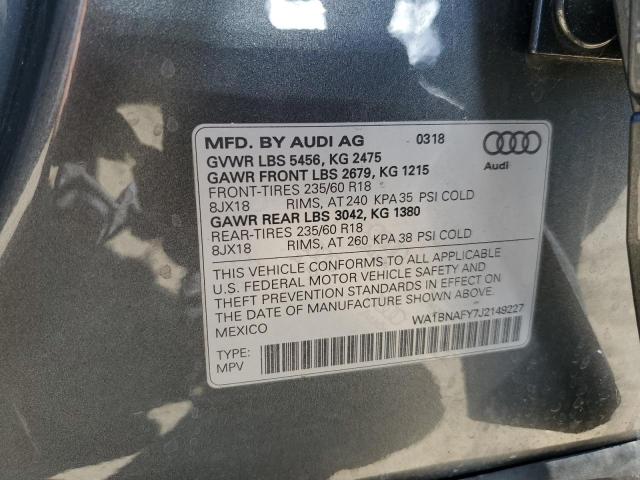 MFD. BY AUDI AG 0318
Audi
GVWR LBS 5456, KG 2475
GAWR FRONT LBS 2679, KG 1215
FRONT-TIRES 235/60 R18
8JX18 RIMS, AT 240 KPA 35 PSI COLD
GAWR REAR LBS 3042, KG 1380
REAR-TIRES 235/60 R18
8JX18 RIMS, AT 260 KPA 38 PSI COLD
THIS VEHICLE CONFORMS TO ALL APPLICABLE
U.S. FEDERAL MOTOR VEHICLE SAFETY AND
THEFT PREVENTION STANDARDS IN EFFECT ON
THE DATE OF MANUFACTURE SHOWN ABOVE.
MEXICO
WA1BNAFY7J2149227
TYPE:
MPV